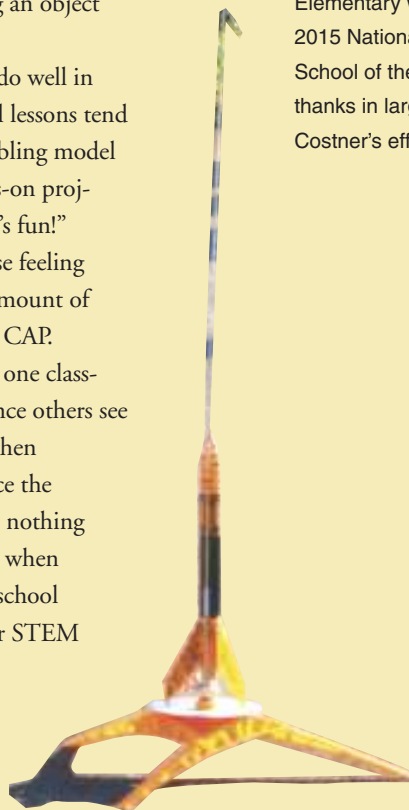 g an object
do well in
l lessons tend
bling model
s-on proj-
’s fun!”
se feeling
mount of
CAP.
one class-
nce others see
hen
ce the
nothing
when
school
r STEM
Elementary
2015 Nationa
School of the
thanks in larg
Costner’s eff